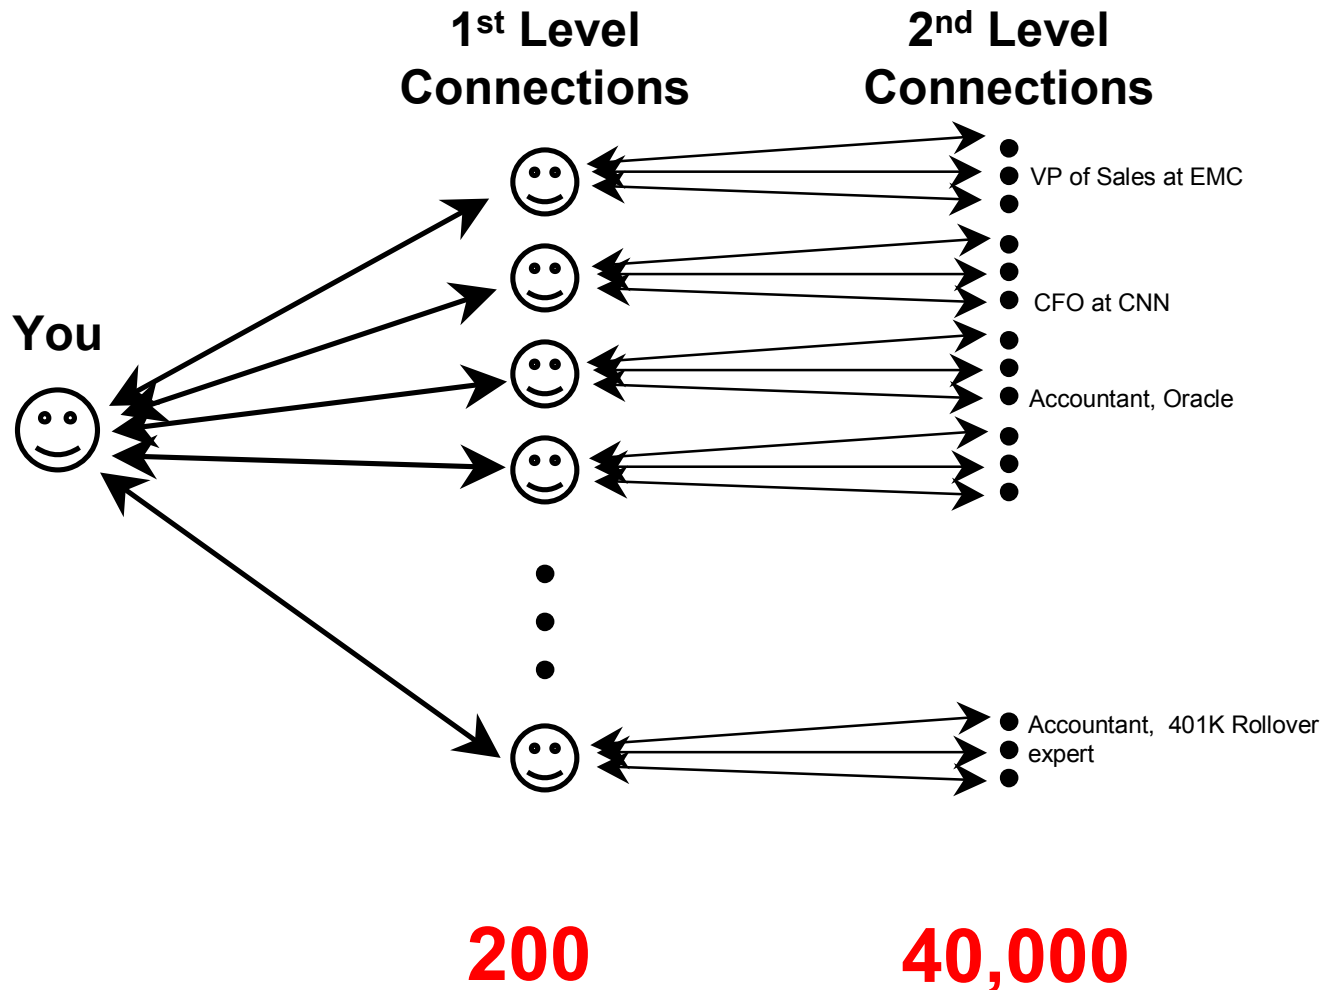 1st Level
Connections
2nd Level
Connections
VP of Sales at EMC
CFO at CNN
You
Accountant, Oracle
Accountant,  401K Rollover
expert
200
40,000